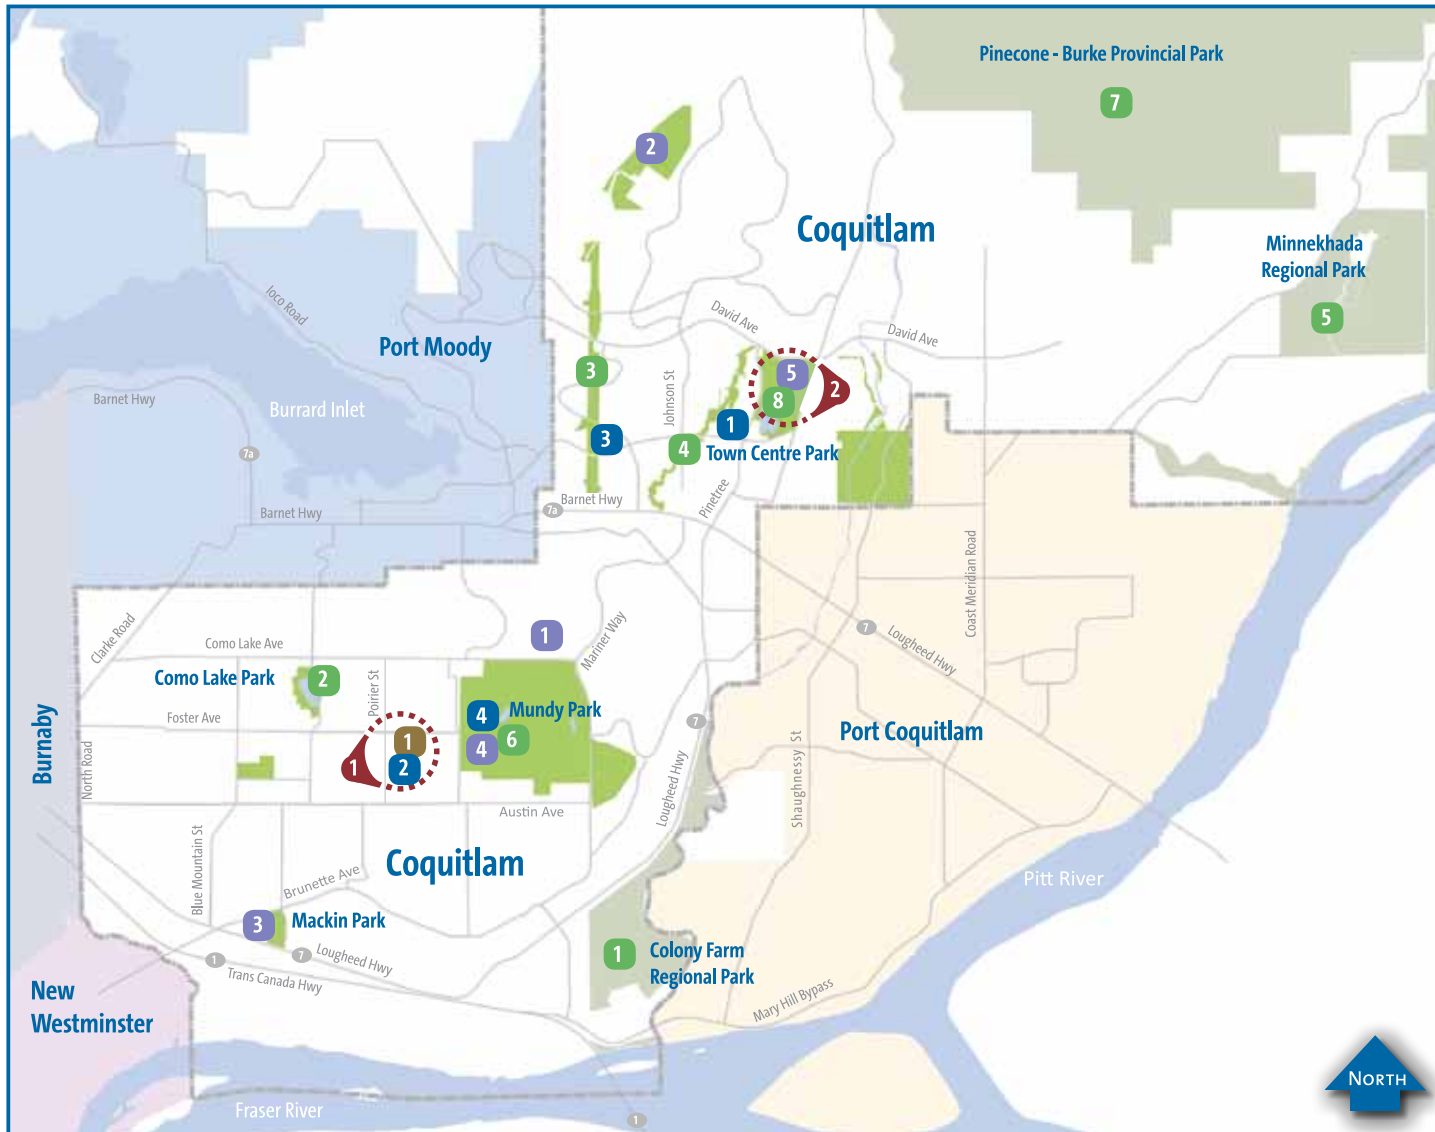 Pinecone - Burke Provincial Park
7
2
Coquitlam
Minnekhada
Regional Park
5
Ioco Road
David Ave
David Ave
Port Moody
3
5
2
8
Johnson St
Barnet Hwy
Burrard Inlet
1
3
4
Town Centre Park
7a
Pinetree
Barnet Hwy
7a
Barnet Hwy
Coast Meridian Road
Clarke Road
1
Mariner Way
7
Lougheed Hwy
Como Lake Ave
Como Lake Park
2
Poirier St
Foster Ave
4
Mundy Park
7
Burnaby
1
4
6
Port Coquitlam
North Road
1
2
Lougheed Hwy
Shaughnessy St
Austin Ave
Blue Mountain St
Coquitlam
Brunette Ave
Pitt River
3
Mackin Park
1
7
Lougheed Hwy
1
Colony Farm
Regional Park
Trans Canada Hwy
New
Westminster
Mary Hill Bypass
NORTH
Fraser River
1